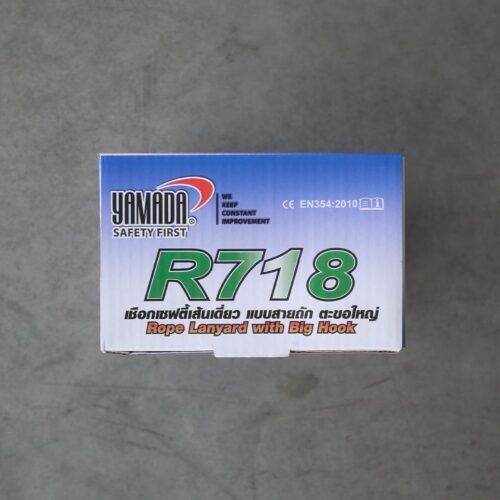 YAMADA®
SAFETY FIRST
WE
KEEP
CONSTANT
IMPROVEMENT
CE EN354:2010
R718
เชือกเซฟตี้เส้นเดี่ยว แบบสายถัก ตะขอใหญ่
Rope Lanyard with Big Hook